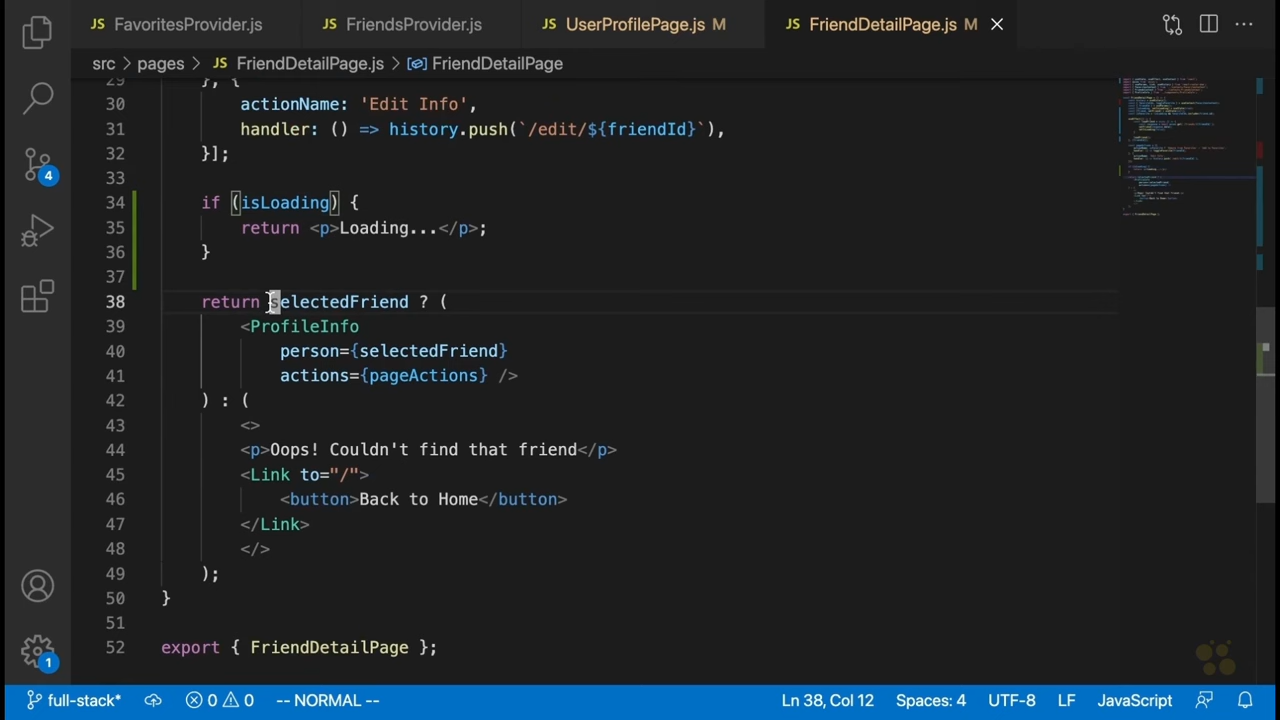 JS FavoritesProvider.js JS FriendsProvider.js JS UserProfilePage.js M JS FriendDetailPage.js M
src > pages > JS FriendDetailPage.js > FriendDetailPage
29 }, {
30 actionName: 'Edit Info',
31 handler: () => history.push(`/edit/${friendId}`),
32 }];
33
34 if (isLoading) {
35 return <p>Loading...</p>;
36 }
37
38 return selectedFriend ? (
39 <ProfileInfo
40 person={selectedFriend}
41 actions={pageActions} />
42 ) : (
43 <>
44 <p>Oops! Couldn't find that friend</p>
45 <Link to="/">
46 <button>Back to Home</button>
47 </Link>
48 </>
49 );
50 }
51
52 export { FriendDetailPage };
4
1
full-stack* 0 0 -- NORMAL -- Ln 38, Col 12 Spaces: 4 UTF-8 LF JavaScript